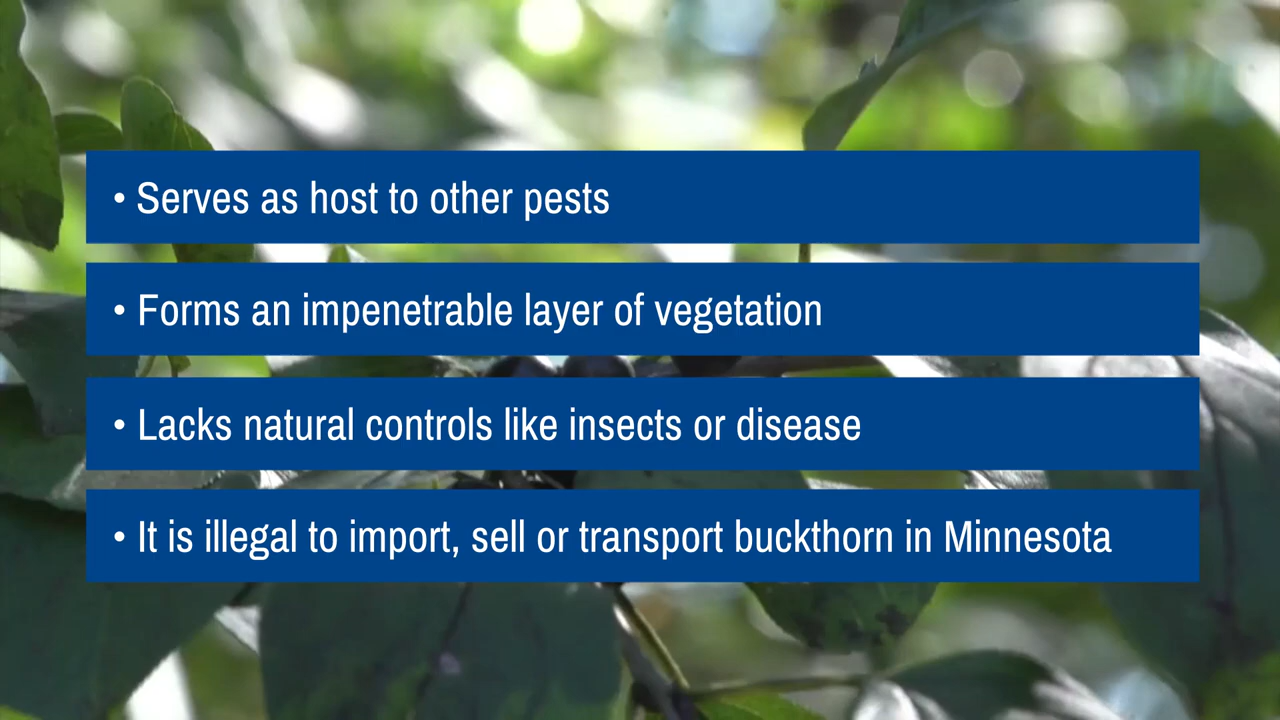 • Serves as host to other pests
• Forms an impenetrable layer of vegetation
• Lacks natural controls like insects or disease
• It is illegal to import, sell or transport buckthorn in Minnesota